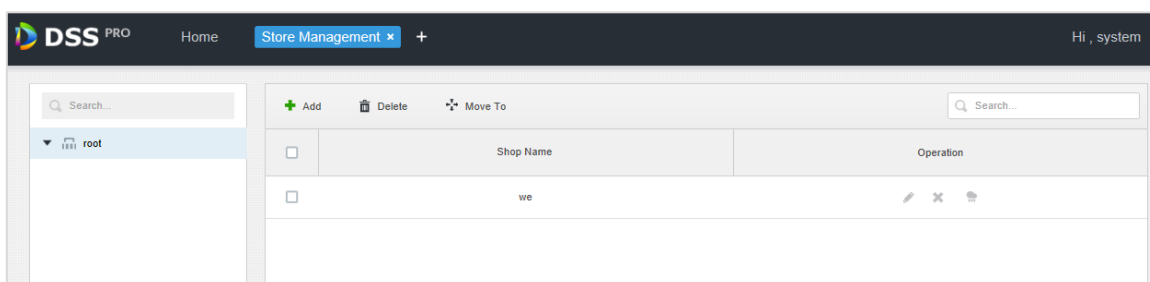 DSS PRO Home Store Management × + Hi , system
Search...
Add Delete Move To Search...
root
Shop Name Operation
we